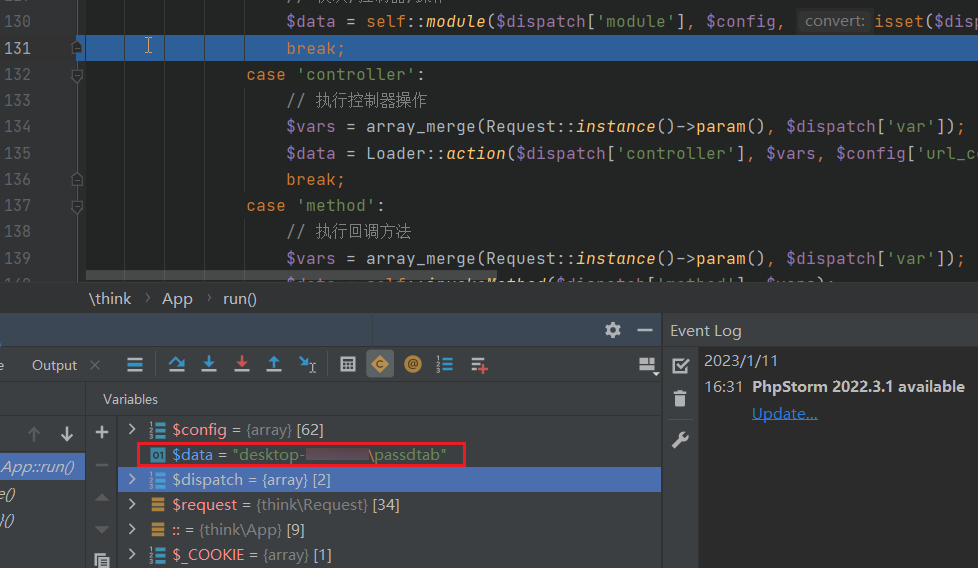 130 $data = self::module($dispatch['module'], $config, convert: isset($disp
131 break;
132 case 'controller':
133 // 执行控制器操作
134 $vars = array_merge(Request::instance()->param(), $dispatch['var']);
135 $data = Loader::action($dispatch['controller'], $vars, $config['url_co
136 break;
137 case 'method':
138 // 执行回调方法
139 $vars = array_merge(Request::instance()->param(), $dispatch['var']);
\think > App > run()
Event Log
Output
2023/1/11
16:31 PhpStorm 2022.3.1 available
Update...
Variables
$config = {array} [62]
$data = "desktop- \passdtab"
App::run()
$dispatch = {array} [2]
$request = {think\Request} [34]
:: = {think\App} [9]
$_COOKIE = {array} [1]